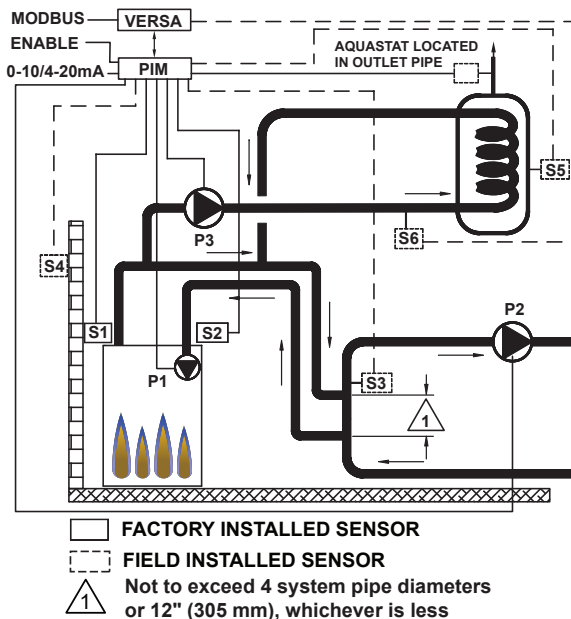 MODBUS
VERSA
ENABLE
0-10/4-20mA
PIM
AQUASTAT LOCATED
IN OUTLET PIPE
S5
P3
S6
S4
S1
S2
P1
P2
S3
1
FACTORY INSTALLED SENSOR
FIELD INSTALLED SENSOR
1
Not to exceed 4 system pipe diameters
or 12" (305 mm), whichever is less